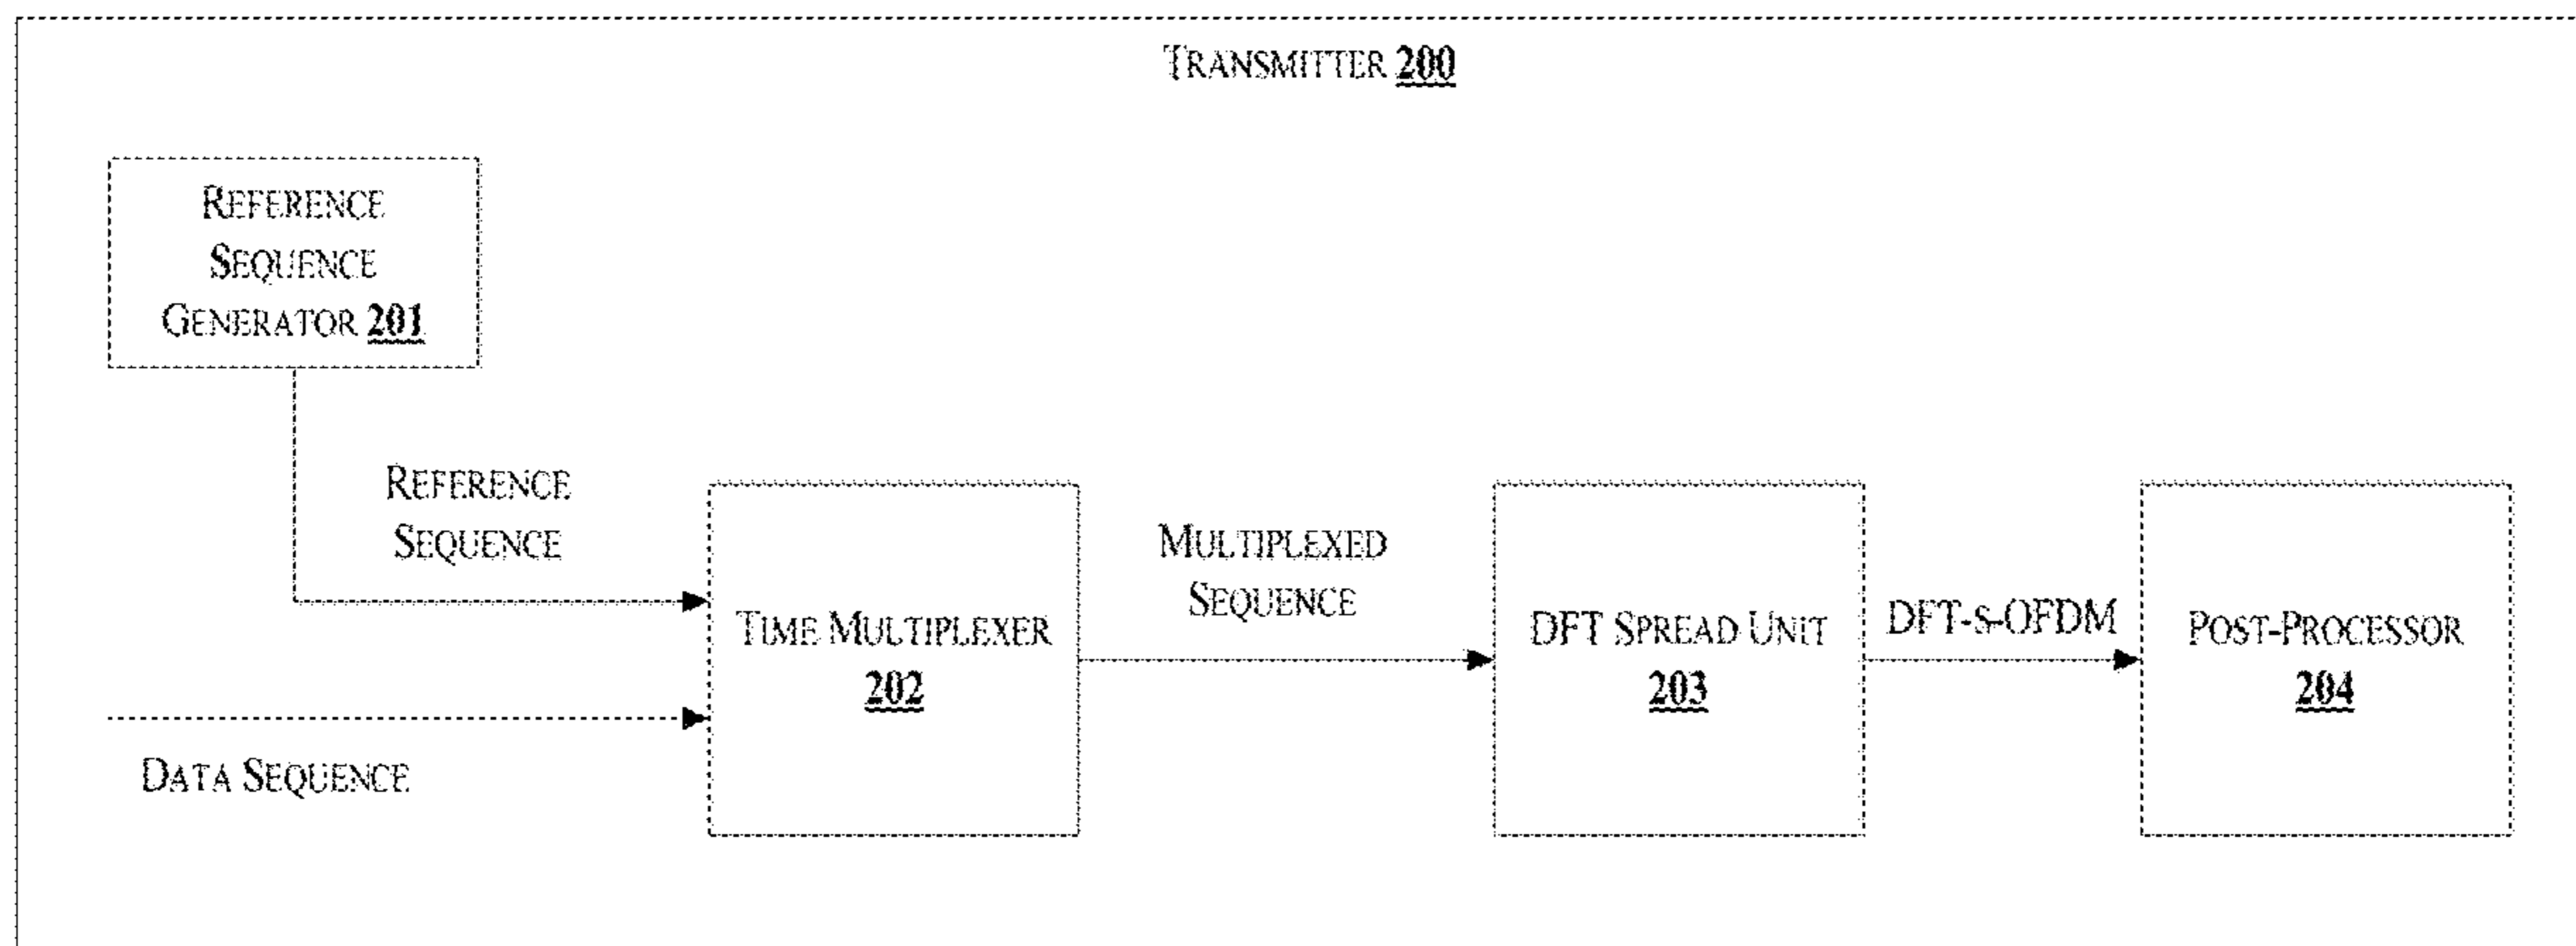 TRANSMITTER 200
REFERENCE
SEQUENCE
GENERATOR 201
REFERENCE
SEQUENCE
DATA SEQUENCE
TIME MULTIPLEXER
202
MULTIPLEXED
SEQUENCE
DFT SPREAD UNIT
203
DFT-s-OFDM
POST-PROCESSOR
204